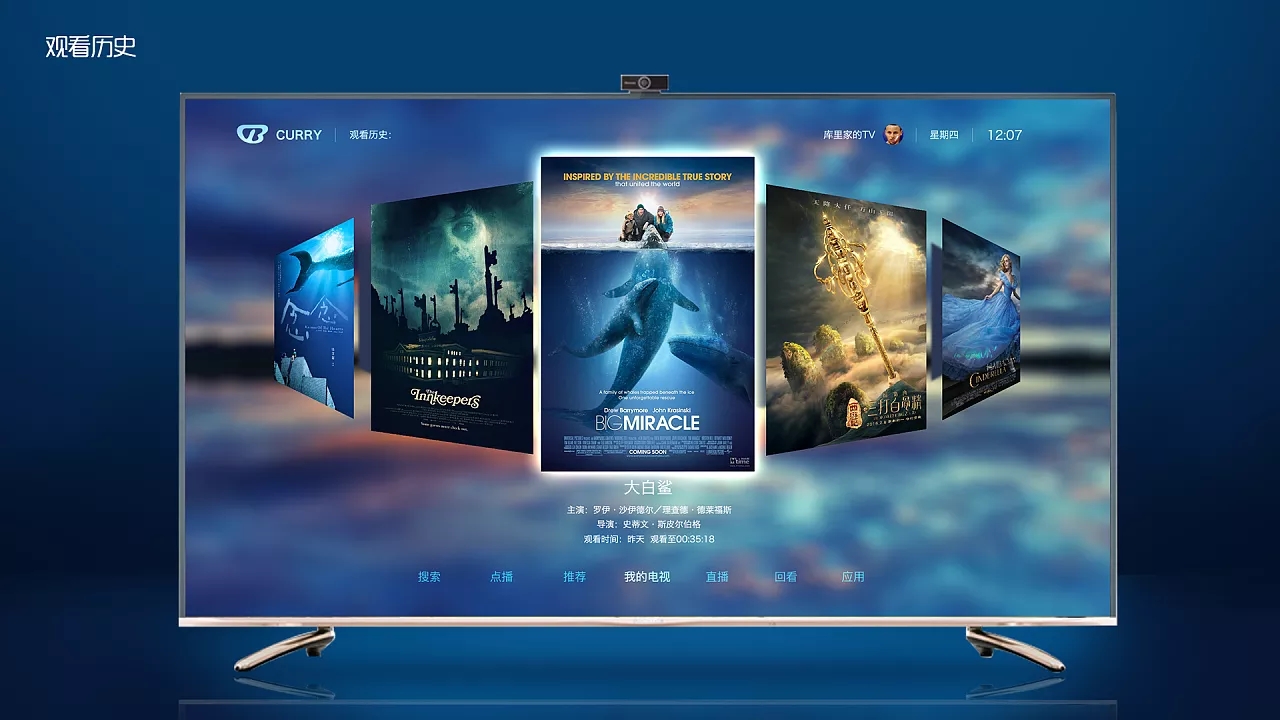 观看历史
CURRY
观看历史:
库里家的TV
星期四
12:07
念念
The Innkeepers
Some guests never check out.
INSPIRED BY THE INCREDIBLE TRUE STORY
that united the world
A family of whales trapped beneath the ice
One unforgettable rescue
Drew Barrymore John Krasinski
BIG MIRACLE
COMING SOON
三打白骨精
CINDERELLA
大白鲨
主演：罗伊·沙伊德尔／理查德·德莱福斯
导演：史蒂文·斯皮尔伯格
观看时间：昨天 观看至00:35:18
搜索 点播 推荐 我的电视 直播 回看 应用